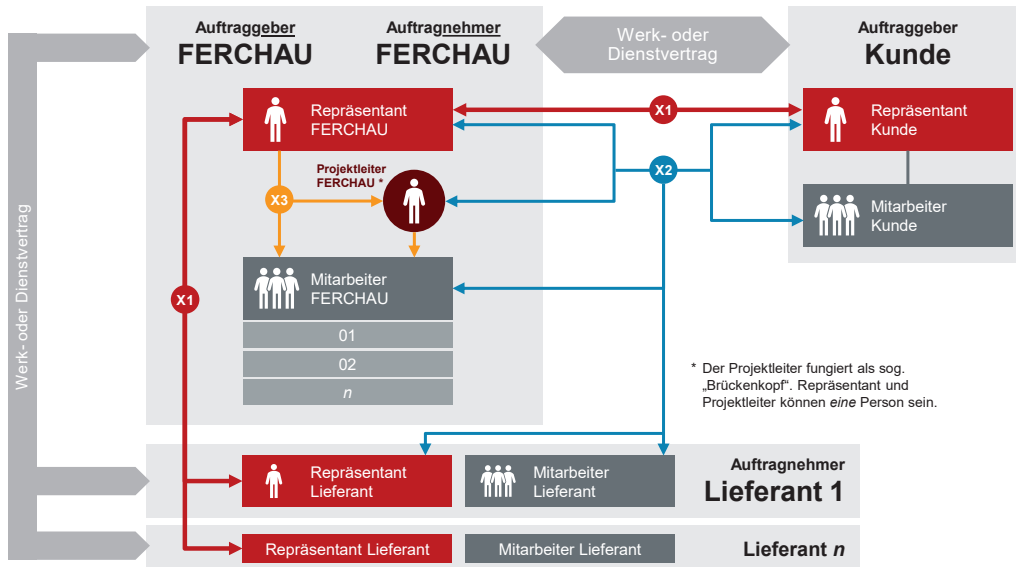 Auftraggeber
FERCHAU
Auftragnehmer
FERCHAU
Werk- oder
Dienstvertrag
Auftraggeber
Kunde
Repräsentant
FERCHAU
X1
Repräsentant
Kunde
Projektleiter
FERCHAU *
X2
X3
Mitarbeiter
Kunde
Mitarbeiter
FERCHAU
X1
Werk- oder Dienstvertrag
01
02
n
* Der Projektleiter fungiert als sog.
„Brückenkopf“. Repräsentant und
Projektleiter können eine Person sein.
Repräsentant
Lieferant
Mitarbeiter
Lieferant
Auftragnehmer
Lieferant 1
Repräsentant Lieferant
Mitarbeiter Lieferant
Lieferant n